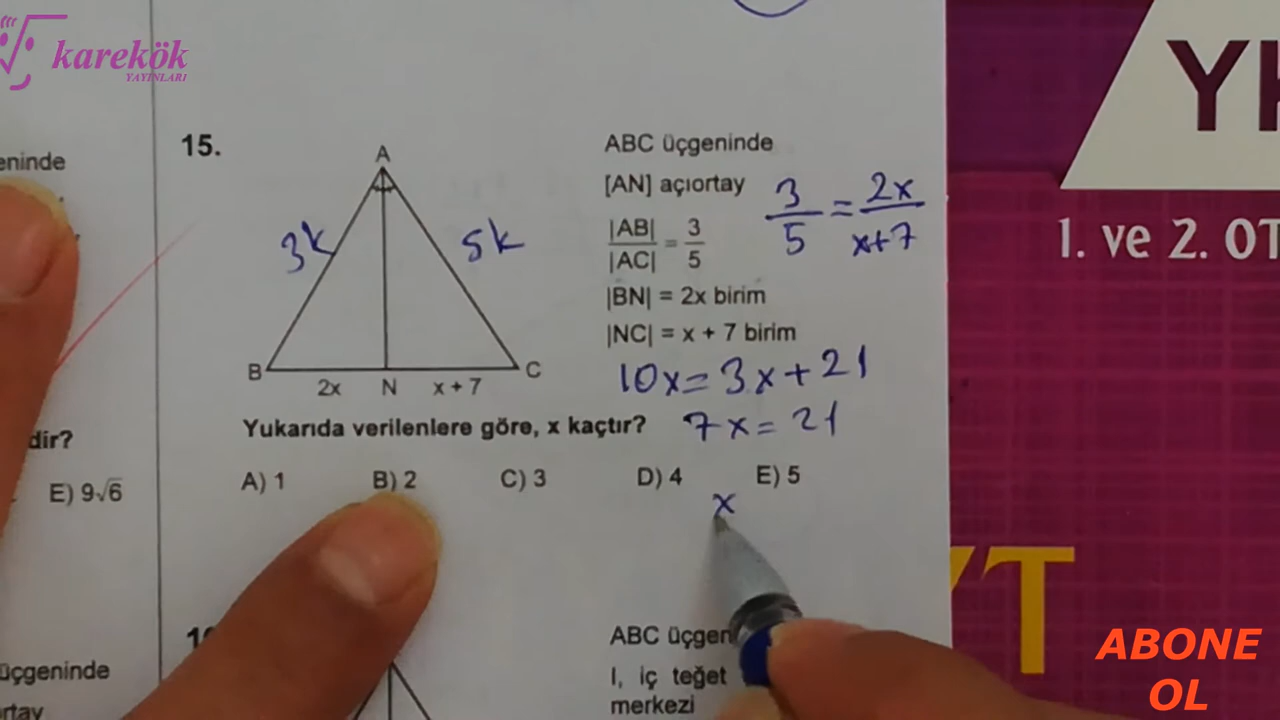 karekök
YAYINLARI
eninde
dir?
E) 9√6
üçgeninde
ortay
15.
A
3k
5k
B
2x
N
x + 7
C
ABC üçgeninde
[AN] açıortay
|AB|/|AC| = 3/5
3/5 = 2x/x+7
|BN| = 2x birim
|NC| = x + 7 birim
10x = 3x + 21
7x = 21
Yukarıda verilenlere göre, x kaçtır?
A) 1 B) 2 C) 3 D) 4 E) 5
x
ABC üçgen
I, iç teğet
merkezi
1. ve 2. OT
ABONE
OL